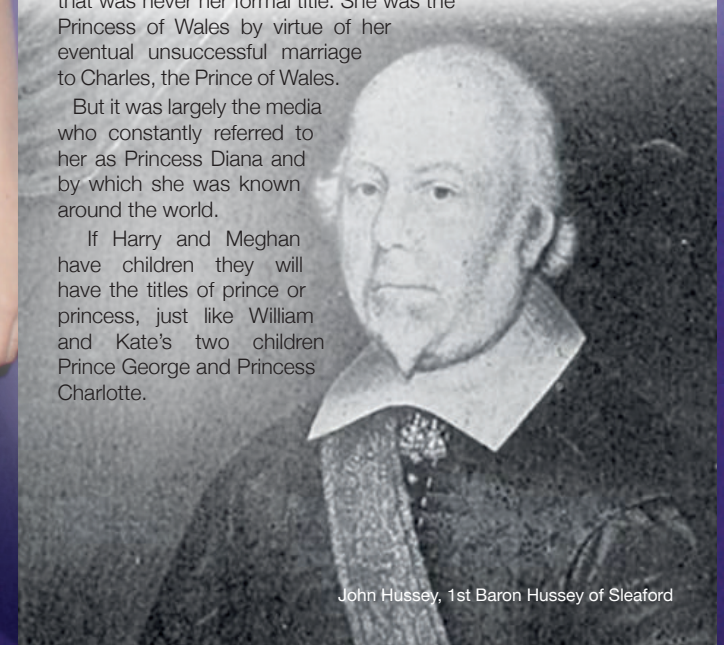 that was never her formal title. She was the
Princess of Wales by virtue of her
eventual unsuccessful marriage
to Charles, the Prince of Wales.
But it was largely the media
who constantly referred to
her as Princess Diana and
by which she was known
around the world.
If Harry and Meghan
have children they will
have the titles of prince or
princess, just like William
and Kate’s two children
Prince George and Princess
Charlotte.
John Hussey, 1st Baron Hussey of Sleaford